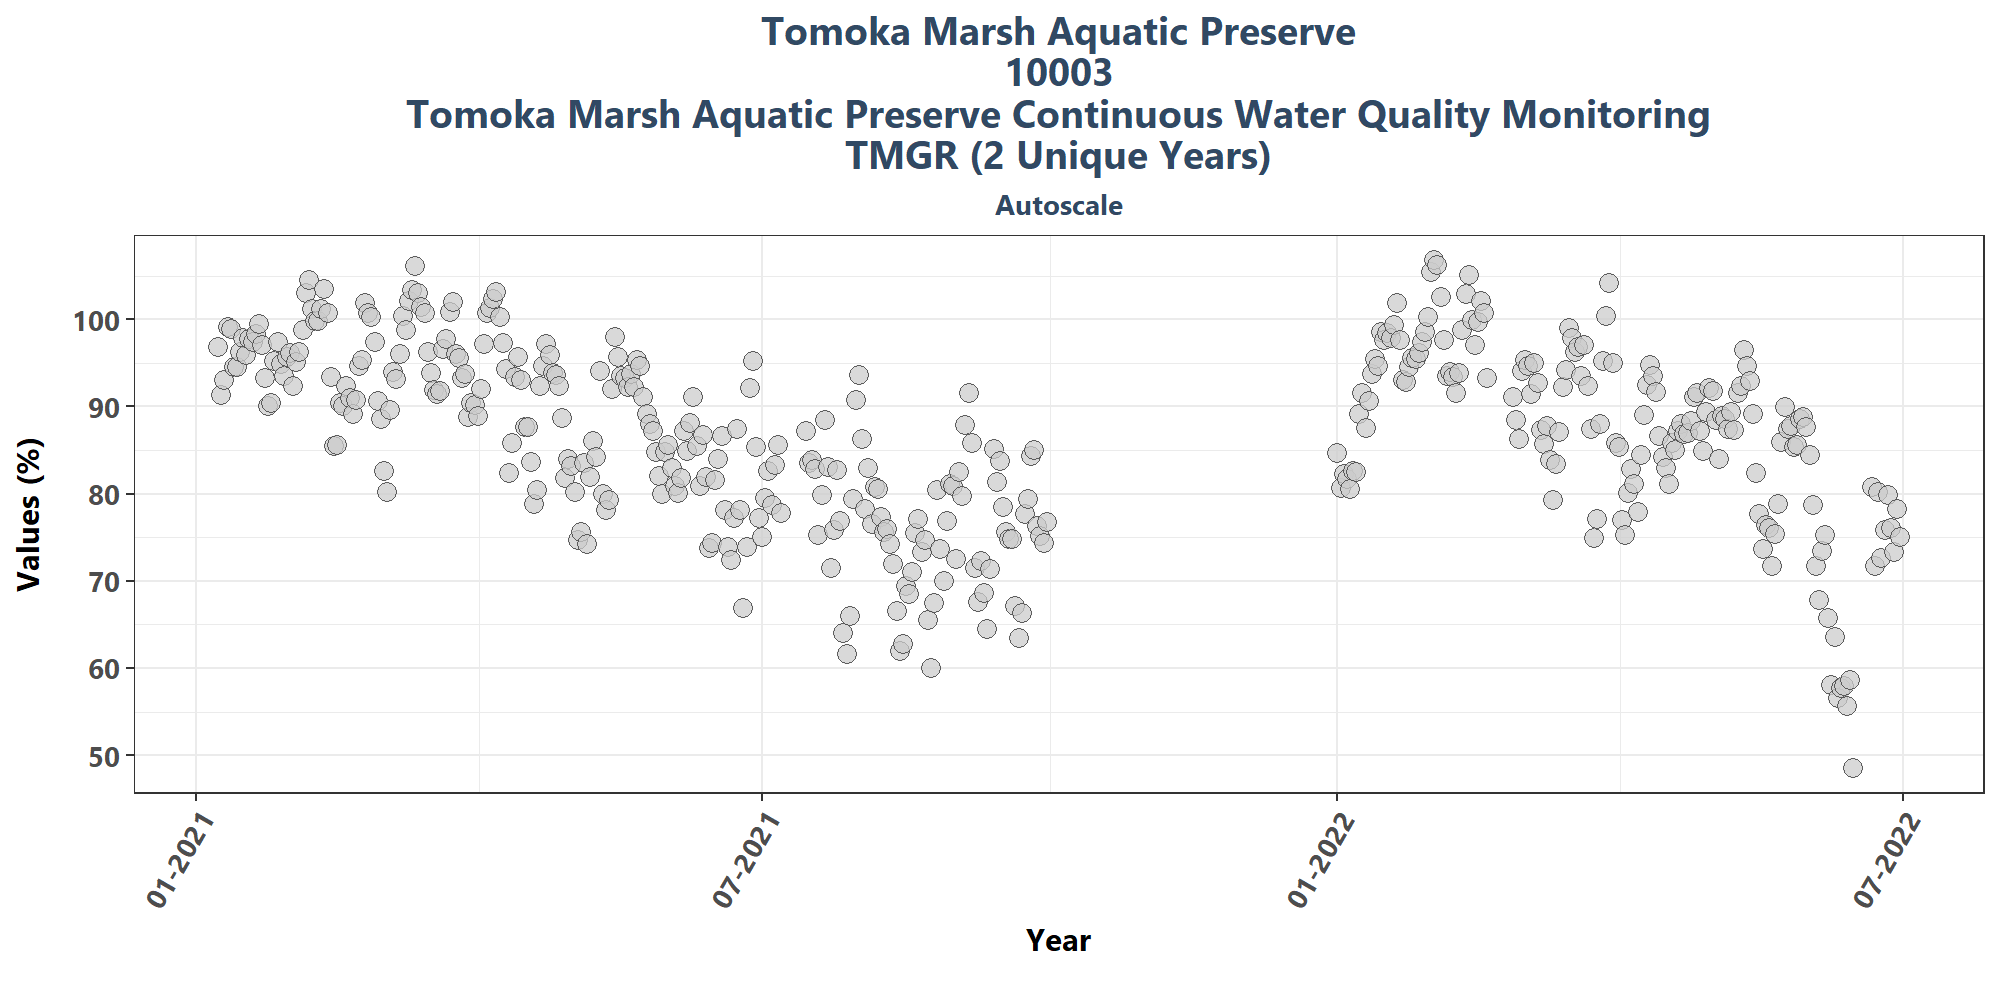 Tomoka Marsh Aquatic Preserve
10003
Tomoka Marsh Aquatic Preserve Continuous Water Quality Monitoring
TMGR (2 Unique Years)
Autoscale
Values (%)
100
90
80
70
60
50
01-2021
07-2021
01-2022
07-2022
Year